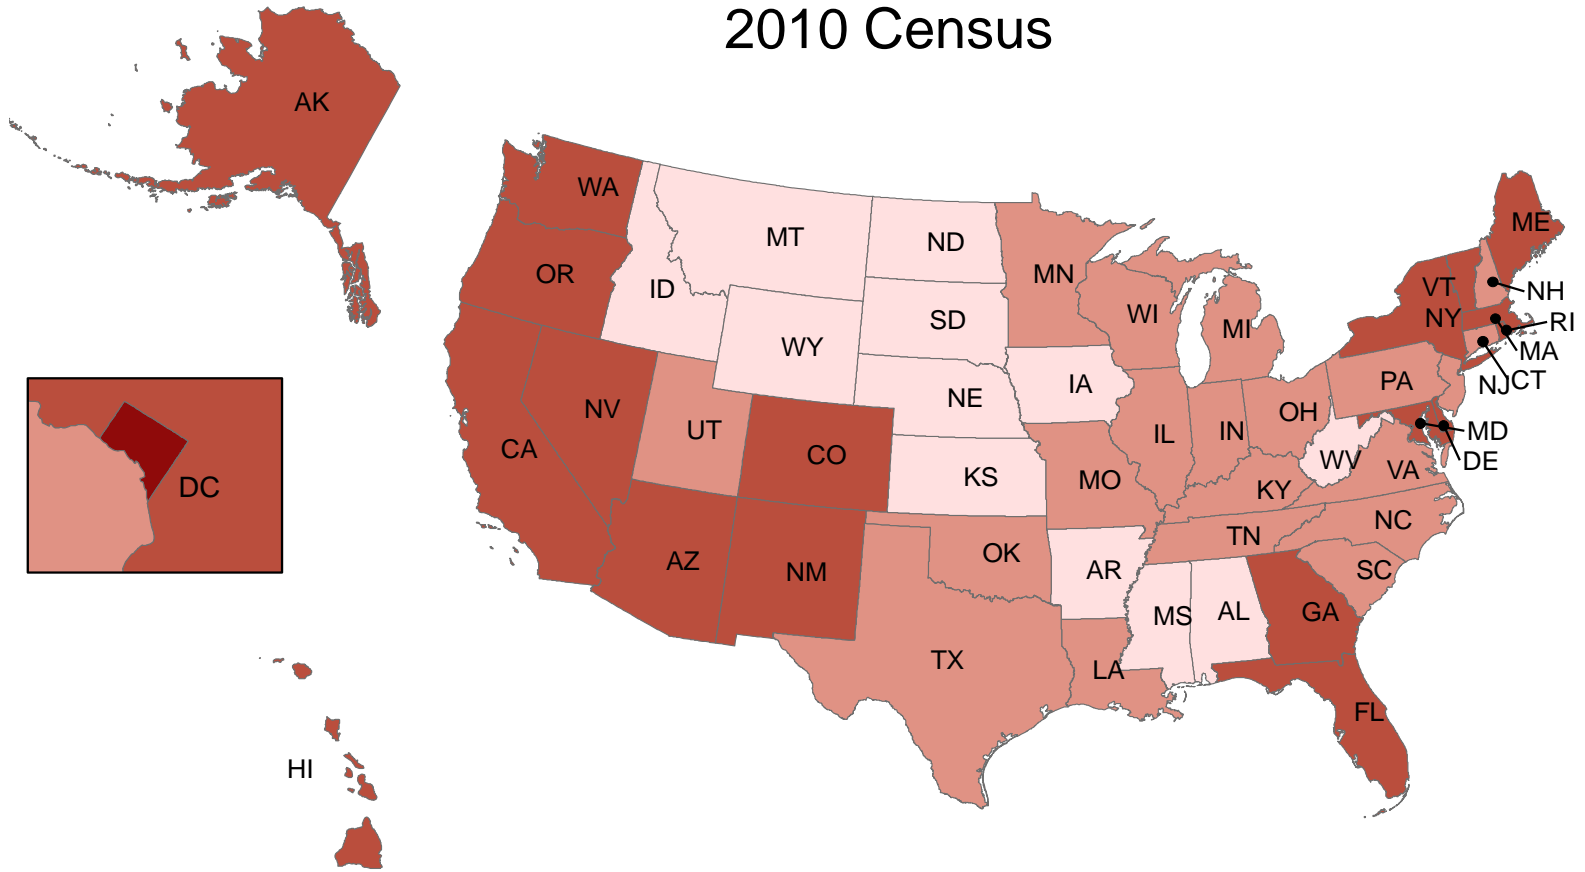 2010 Census
AK
WA
MT
ND
MN
ME
OR
ID
SD
WI
MI
VT
NH
NY
RI
WY
MA
IA
PA
NJ
CT
NE
NV
UT
OH
IL
IN
MD
CA
CO
WV
DE
VA
KS
MO
KY
DC
NC
TN
OK
AZ
NM
AR
SC
MS
AL
GA
TX
LA
FL
HI